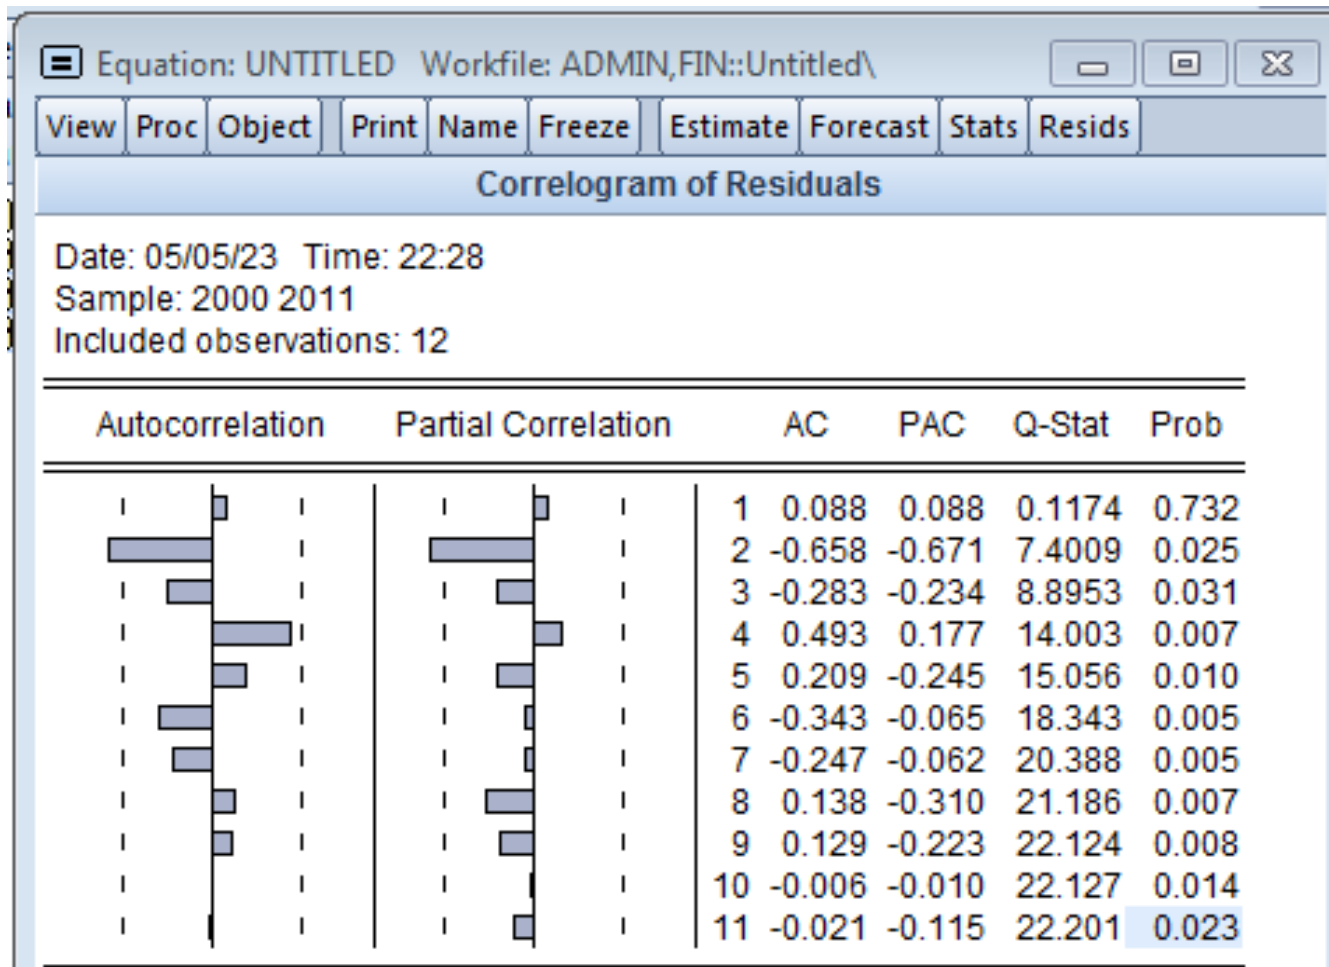 Equation: UNTITLED Workfile: ADMIN,FIN::Untitled\
View Proc Object Print Name Freeze Estimate Forecast Stats Resids
Correlogram of Residuals
Date: 05/05/23 Time: 22:28
Sample: 2000 2011
Included observations: 12
Autocorrelation Partial Correlation AC PAC Q-Stat Prob
1 0.088 0.088 0.1174 0.732
2 -0.658 -0.671 7.4009 0.025
3 -0.283 -0.234 8.8953 0.031
4 0.493 0.177 14.003 0.007
5 0.209 -0.245 15.056 0.010
6 -0.343 -0.065 18.343 0.005
7 -0.247 -0.062 20.388 0.005
8 0.138 -0.310 21.186 0.007
9 0.129 -0.223 22.124 0.008
10 -0.006 -0.010 22.127 0.014
11 -0.021 -0.115 22.201 0.023